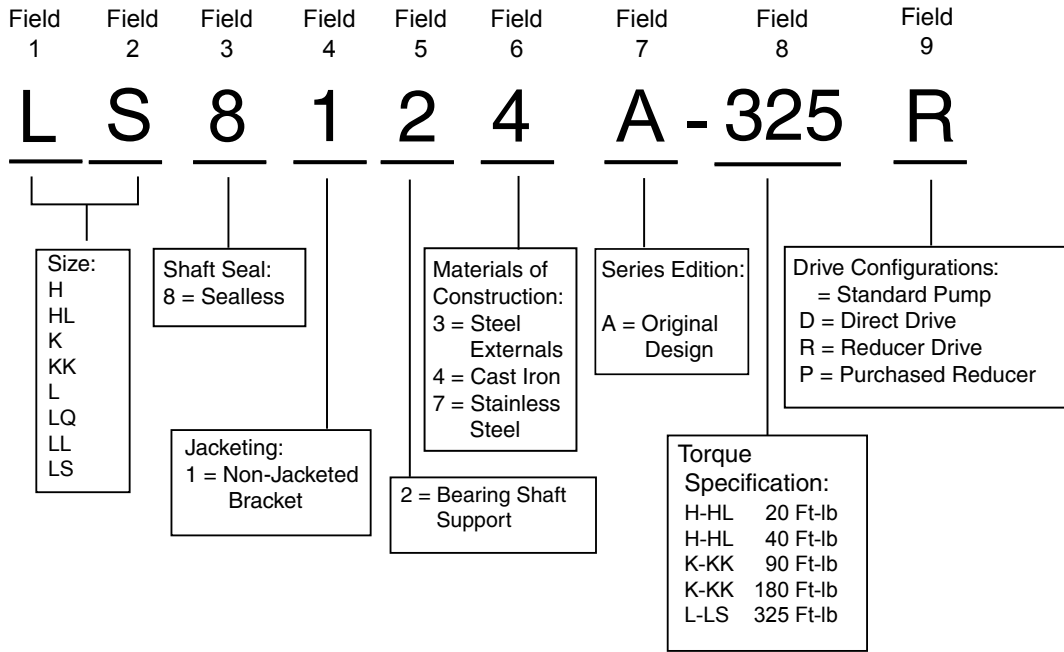 Field Field Field Field Field Field Field Field Field
1 2 3 4 5 6 7 8 9
L S 8 1 2 4 A - 325 R
Size:
H
HL
K
KK
L
LQ
LL
LS
Shaft Seal:
8 = Sealless
Jacketing:
1 = Non-Jacketed
Bracket
2 = Bearing Shaft
Support
Materials of
Construction:
3 = Steel
Externals
4 = Cast Iron
7 = Stainless
Steel
Series Edition:
A = Original
Design
Torque
Specification:
H-HL 20 Ft-lb
H-HL 40 Ft-lb
K-KK 90 Ft-lb
K-KK 180 Ft-lb
L-LS 325 Ft-lb
Drive Configurations:
= Standard Pump
D = Direct Drive
R = Reducer Drive
P = Purchased Reducer